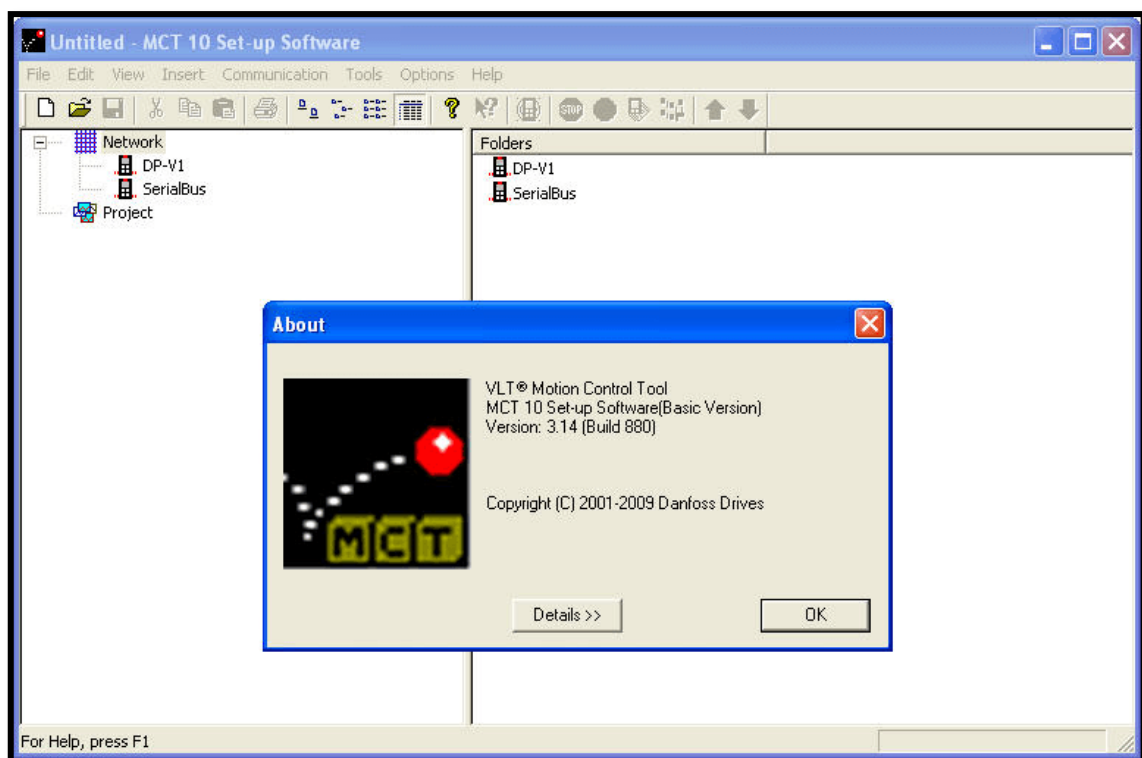 Untitled - MCT 10 Set-up Software
File Edit View Insert Communication Tools Options Help
STOP
Network
DP-V1
SerialBus
Project
Folders
DP-V1
SerialBus
About
VLT® Motion Control Tool
MCT 10 Set-up Software(Basic Version)
Version: 3.14 (Build 880)
Copyright (C) 2001-2009 Danfoss Drives
MCT
Details >>
OK
For Help, press F1